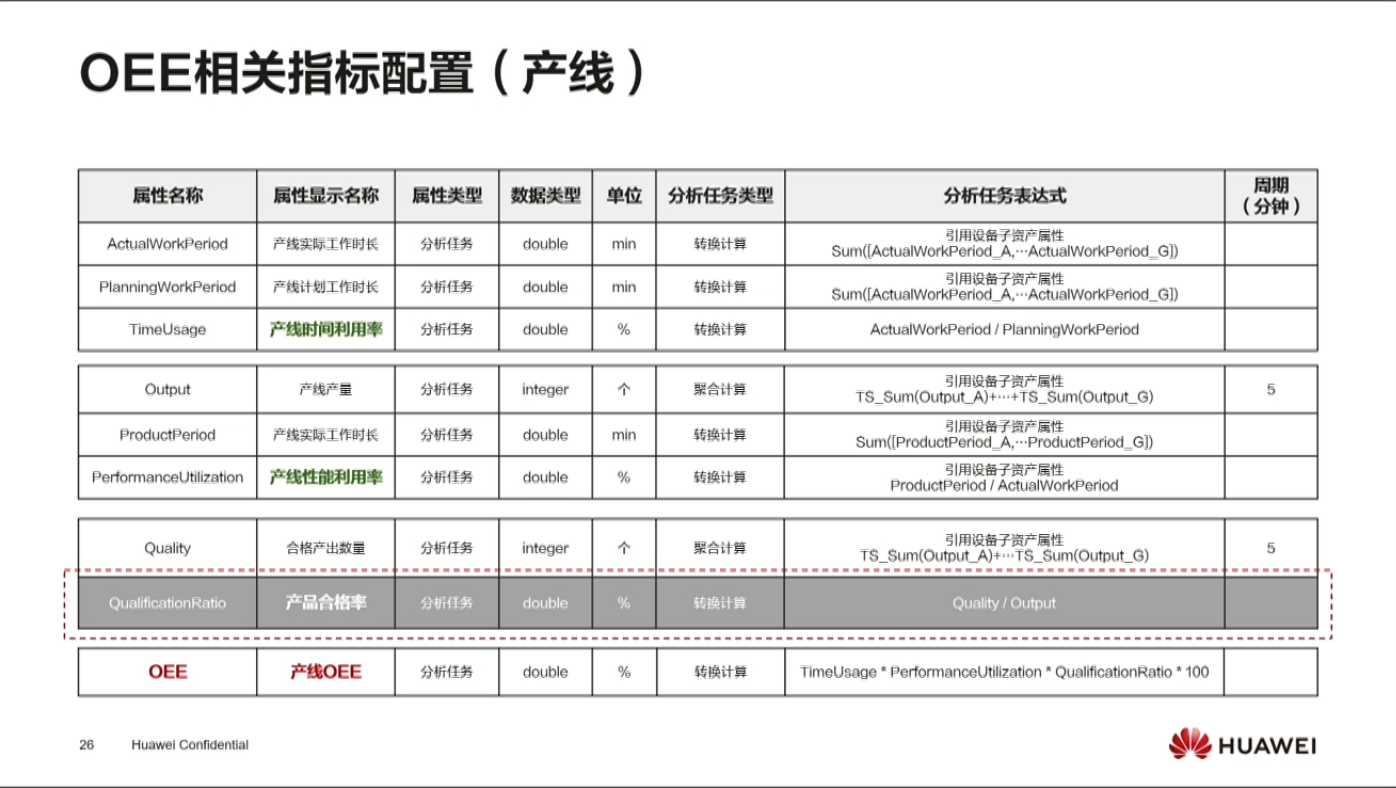 OEE相关指标配置（产线）
属性名称 属性显示名称 属性类型 数据类型 单位 分析任务类型 分析任务表达式 周期
（分钟）
ActualWorkPeriod 产线实际工作时长 分析任务 double min 转换计算 引用设备子资产属性
Sum([ActualWorkPeriod_A,···ActualWorkPeriod_G])
PlanningWorkPeriod 产线计划工作时长 分析任务 double min 转换计算 引用设备子资产属性
Sum([ActualWorkPeriod_A,···ActualWorkPeriod_G])
TimeUsage 产线时间利用率 分析任务 double % 转换计算 ActualWorkPeriod / PlanningWorkPeriod
Output 产线产量 分析任务 integer 个 聚合计算 引用设备子资产属性 5
TS_Sum(Output_A)+···+TS_Sum(Output_G)
ProductPeriod 产线实际工作时长 分析任务 double min 转换计算 引用设备子资产属性
Sum([ProductPeriod_A,···ProductPeriod_G])
PerformanceUtilization 产线性能利用率 分析任务 double % 转换计算 引用设备子资产属性
ProductPeriod / ActualWorkPeriod
Quality 合格产出数量 分析任务 integer 个 聚合计算 引用设备子资产属性 5
TS_Sum(Output_A)+···TS_Sum(Output_G)
QualificationRatio 产品合格率 分析任务 double % 转换计算 Quality / Output
OEE 产线OEE 分析任务 double % 转换计算 TimeUsage * PerformanceUtilization * QualificationRatio * 100
26 Huawei Confidential
HUAWEI